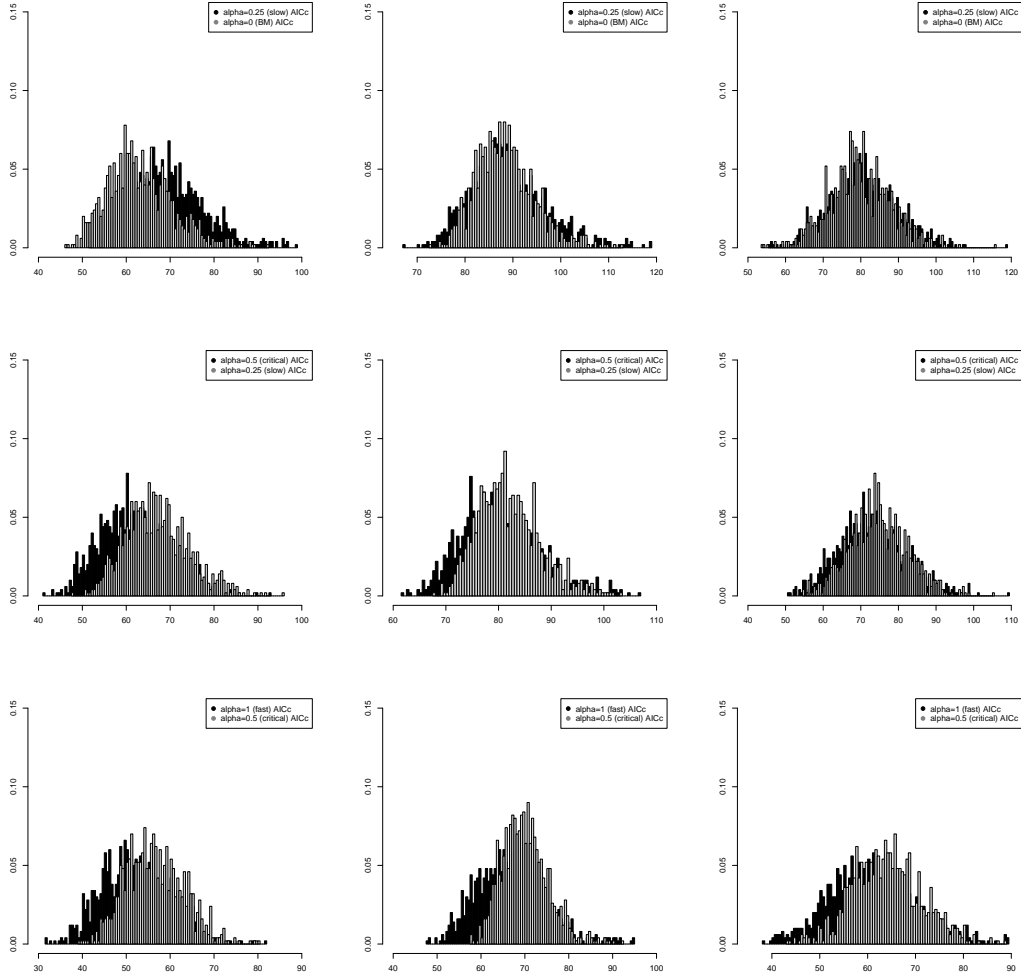 alpha=0.25 (slow) AICc
alpha=0 (BM) AICc
0.00 0.05 0.10 0.15
40 50 60 70 80 90 100
alpha=0.25 (slow) AICc
alpha=0 (BM) AICc
0.00 0.05 0.10 0.15
70 80 90 100 110 120
alpha=0.25 (slow) AICc
alpha=0 (BM) AICc
0.00 0.05 0.10 0.15
50 60 70 80 90 100 110 120
alpha=0.5 (critical) AICc
alpha=0.25 (slow) AICc
0.00 0.05 0.10 0.15
40 50 60 70 80 90 100
alpha=0.5 (critical) AICc
alpha=0.25 (slow) AICc
0.00 0.05 0.10 0.15
60 70 80 90 100 110
alpha=0.5 (critical) AICc
alpha=0.25 (slow) AICc
0.00 0.05 0.10 0.15
50 60 70 80 90 100 110
alpha=1 (fast) AICc
alpha=0.5 (critical) AICc
0.00 0.05 0.10 0.15
30 40 50 60 70 80 90
alpha=1 (fast) AICc
alpha=0.5 (critical) AICc
0.00 0.05 0.10 0.15
40 50 60 70 80 90 100
alpha=1 (fast) AICc
alpha=0.5 (critical) AICc
0.00 0.05 0.10 0.15
40 50 60 70 80 90